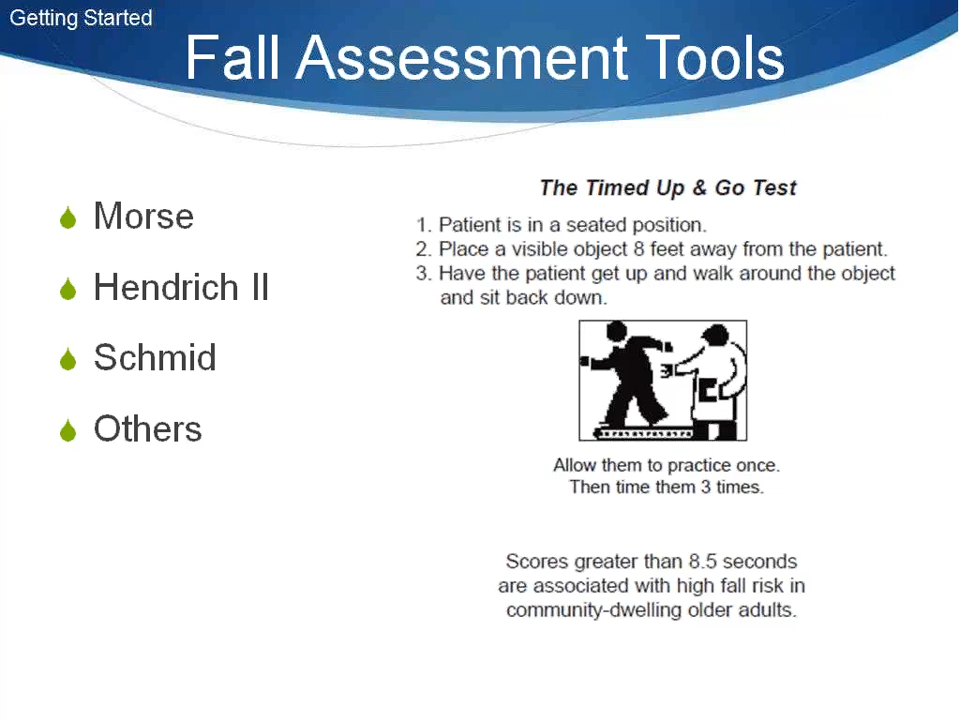 Getting Started
Fall Assessment Tools
Morse
Hendrich II
Schmid
Others
The Timed Up & Go Test
1. Patient is in a seated position.
2. Place a visible object 8 feet away from the patient.
3. Have the patient get up and walk around the object
and sit back down.
Allow them to practice once.
Then time them 3 times.
Scores greater than 8.5 seconds
are associated with high fall risk in
community-dwelling older adults.